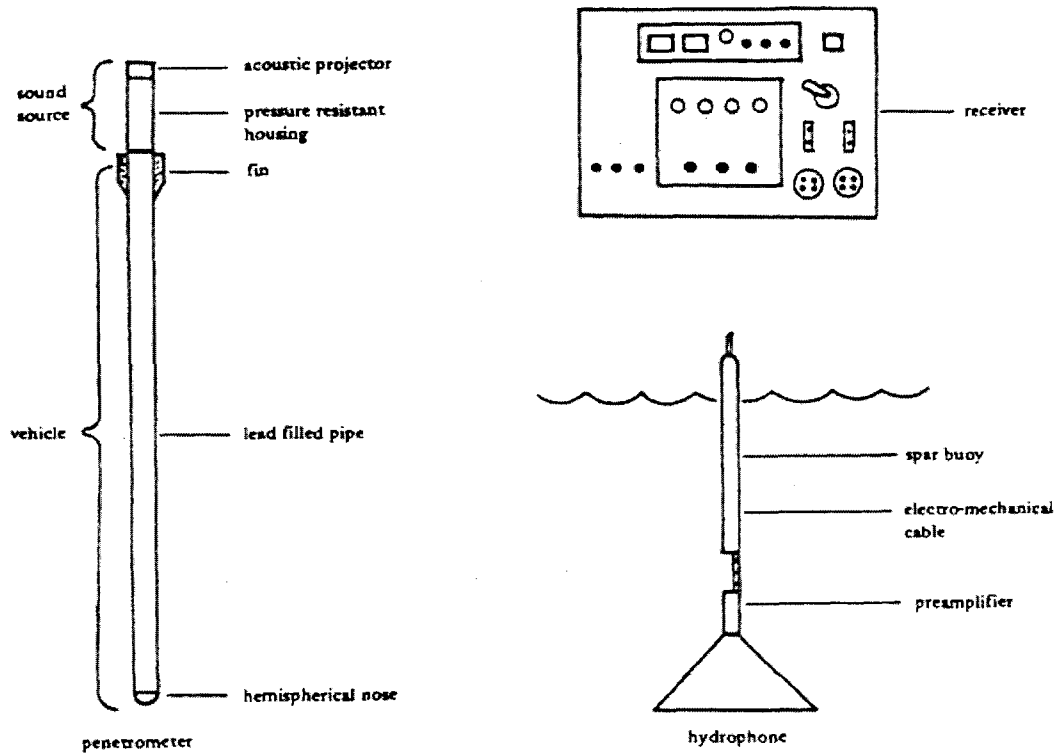 sound
source
acoustic projector
pressure resistant
housing
fin
vehicle
lead filled pipe
hemispherical nose
penetrometer
receiver
spar buoy
electro-mechanical
cable
preamplifier
hydrophone